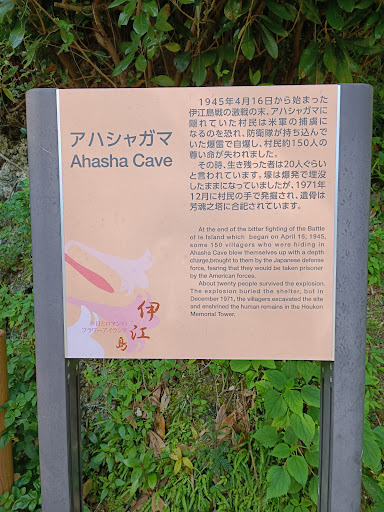 アハシャガマ
Ahasha Cave
1945年4月16日から始まった
伊江島戦の激戦の末、アハシャガマに
隠れていた村民は米軍の捕虜に
なるのを恐れ、防衛隊が持ち込んで
いた爆雷で自爆し、村民約150人の
尊い命が失われました。
その時、生き残った者は20人ぐらい
と言われています。壕は爆発で埋没
したままになっていましたが、1971年
12月に村民の手で発掘され、遺骨は
芳魂之塔に合祀されています。
At the end of the bitter fighting of the Battle
of Ie Island which began on April 16, 1945,
some 150 villagers who were hiding in
Ahasha Cave blew themselves up with a depth
charge,brought to them by the Japanese defense
force, fearing that they would be taken prisoner
by the American forces.
About twenty people survived the explosion.
The explosion buried the shelter, but in
December 1971, the villagers excavated the site
and enshrined the human remains in the Houkon
Memorial Tower.
伊江島
フラワーアイランド